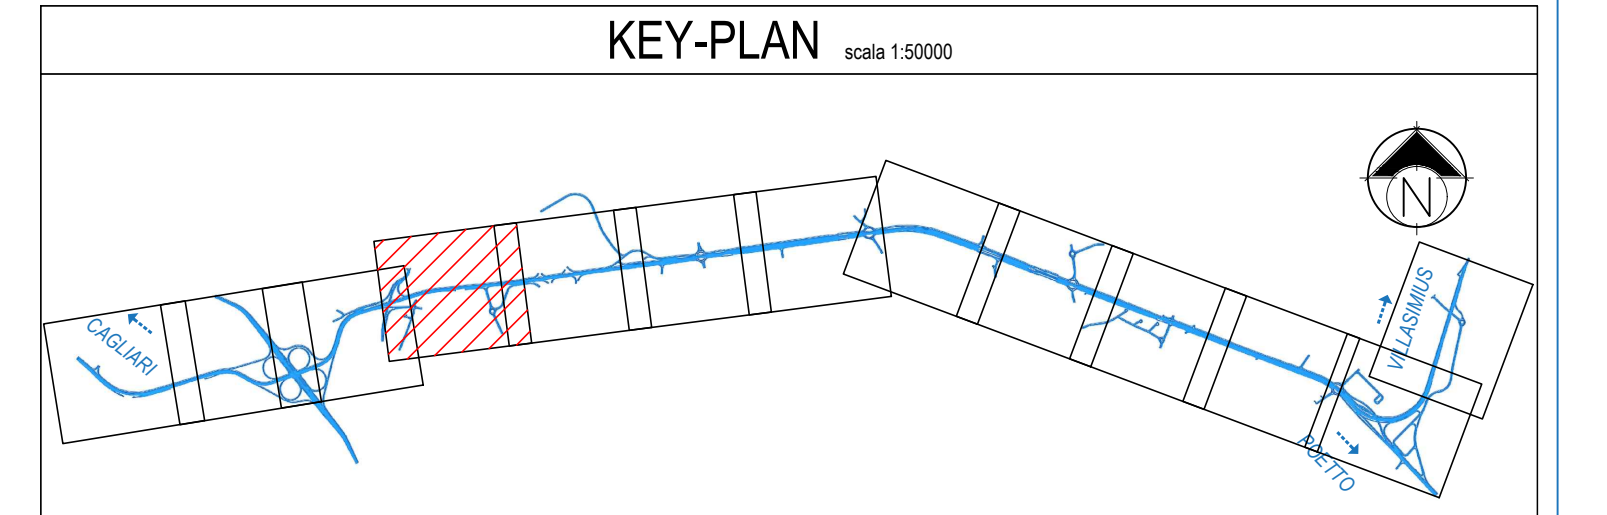 KEY-PLAN scala 1:50000
N
CAGLIARI
VILLASIMIUS
POETTO